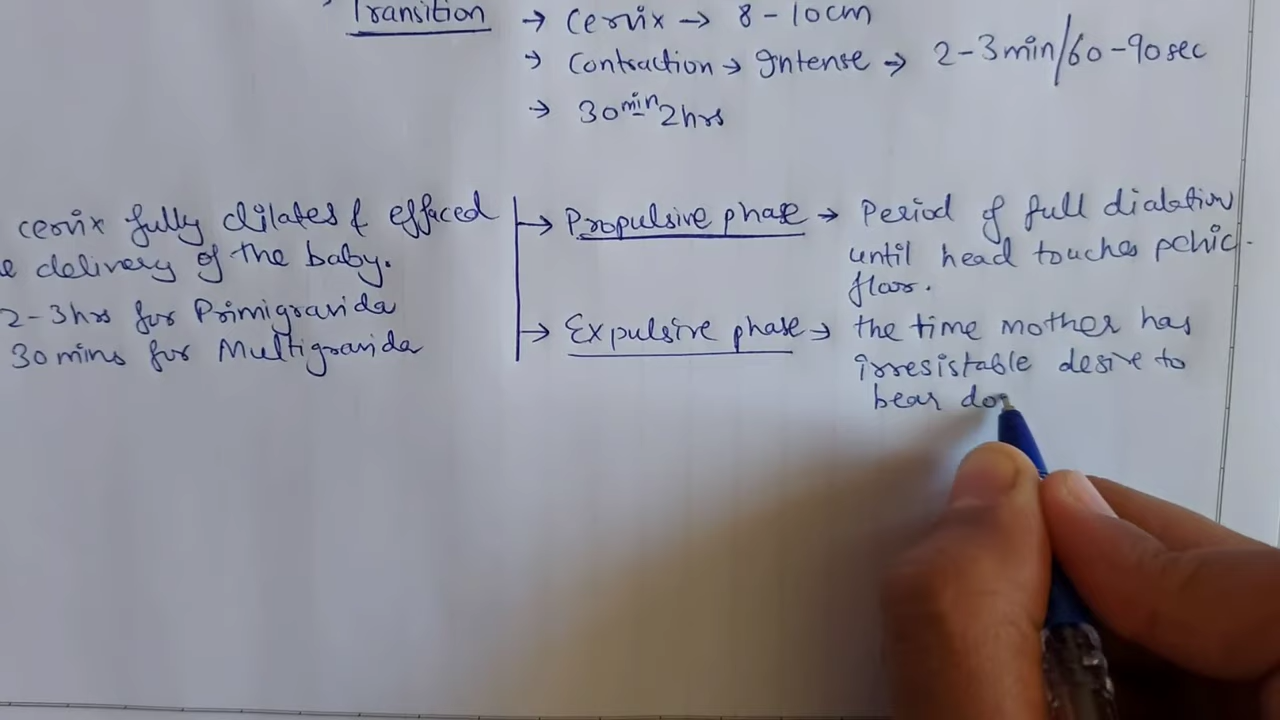 Transition → Cervix → 8-10cm
→ Contraction → Intense → 2-3min/60-90sec
→ 30min 2hrs
cervix fully dilates & effaced
e delivery of the baby.
2-3hrs for Primigravida
30mins for Multigravida
→ Propulsive phase → Period of full dialation
until head touches pelvic
floor.
→ Expulsive phase → the time mother has
irresistable desire to
bear do